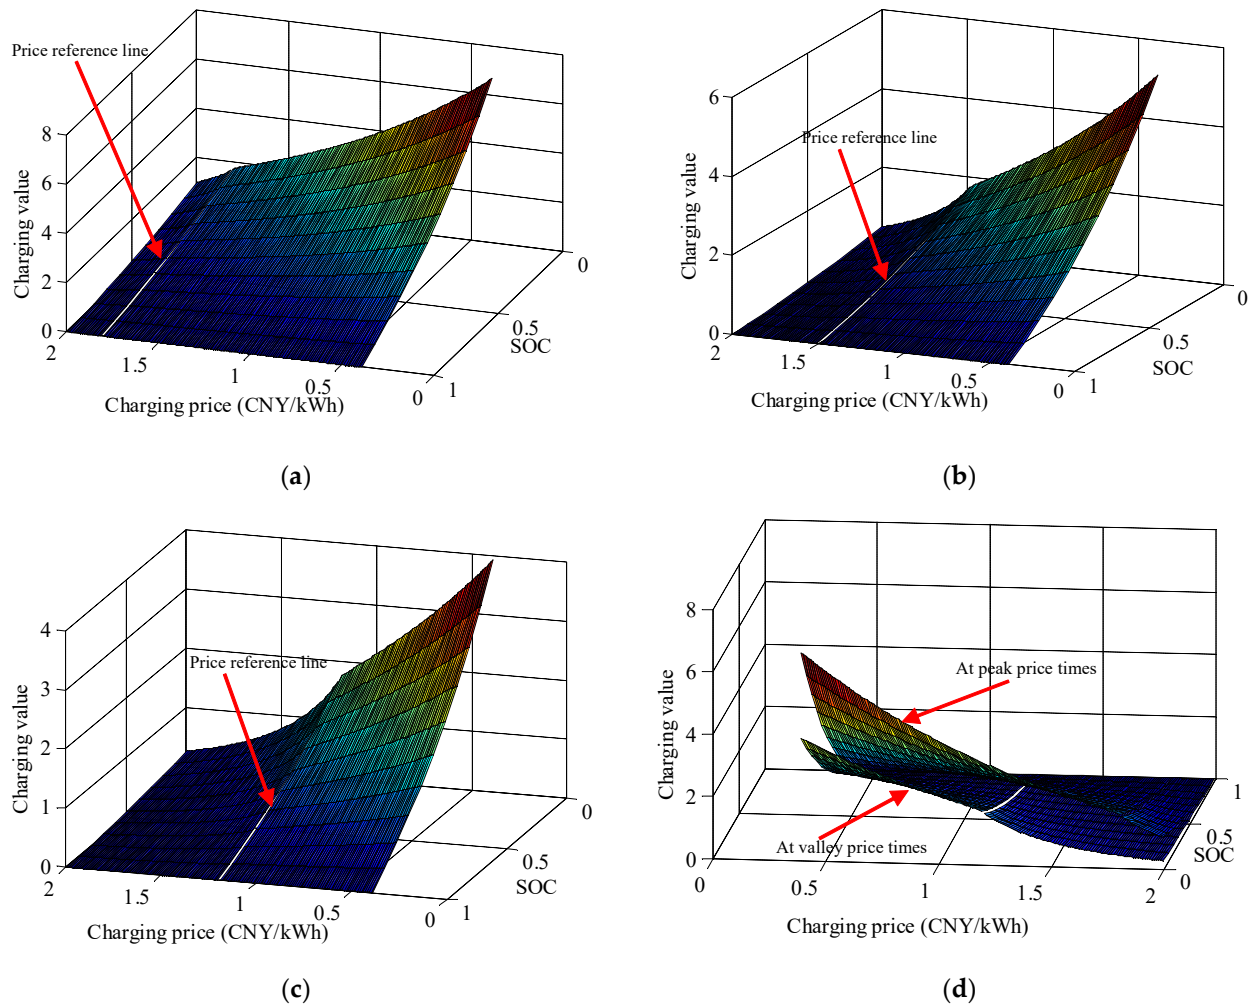 Price reference line
8
6
4
2
0
Charging value
2
1.5
1
0.5
0
Charging price (CNY/kWh)
0
0.5
1
SOC
(a)
Price reference line
6
4
2
0
Charging value
2
1.5
1
0.5
0
Charging price (CNY/kWh)
0
0.5
1
SOC
(b)
Price reference line
4
3
2
1
0
Charging value
2
1.5
1
0.5
0
Charging price (CNY/kWh)
0
0.5
1
SOC
(c)
At peak price times
At valley price times
8
6
4
2
0
Charging value
0
0.5
1
1.5
2
Charging price (CNY/kWh)
1
0.5
0
SOC
(d)